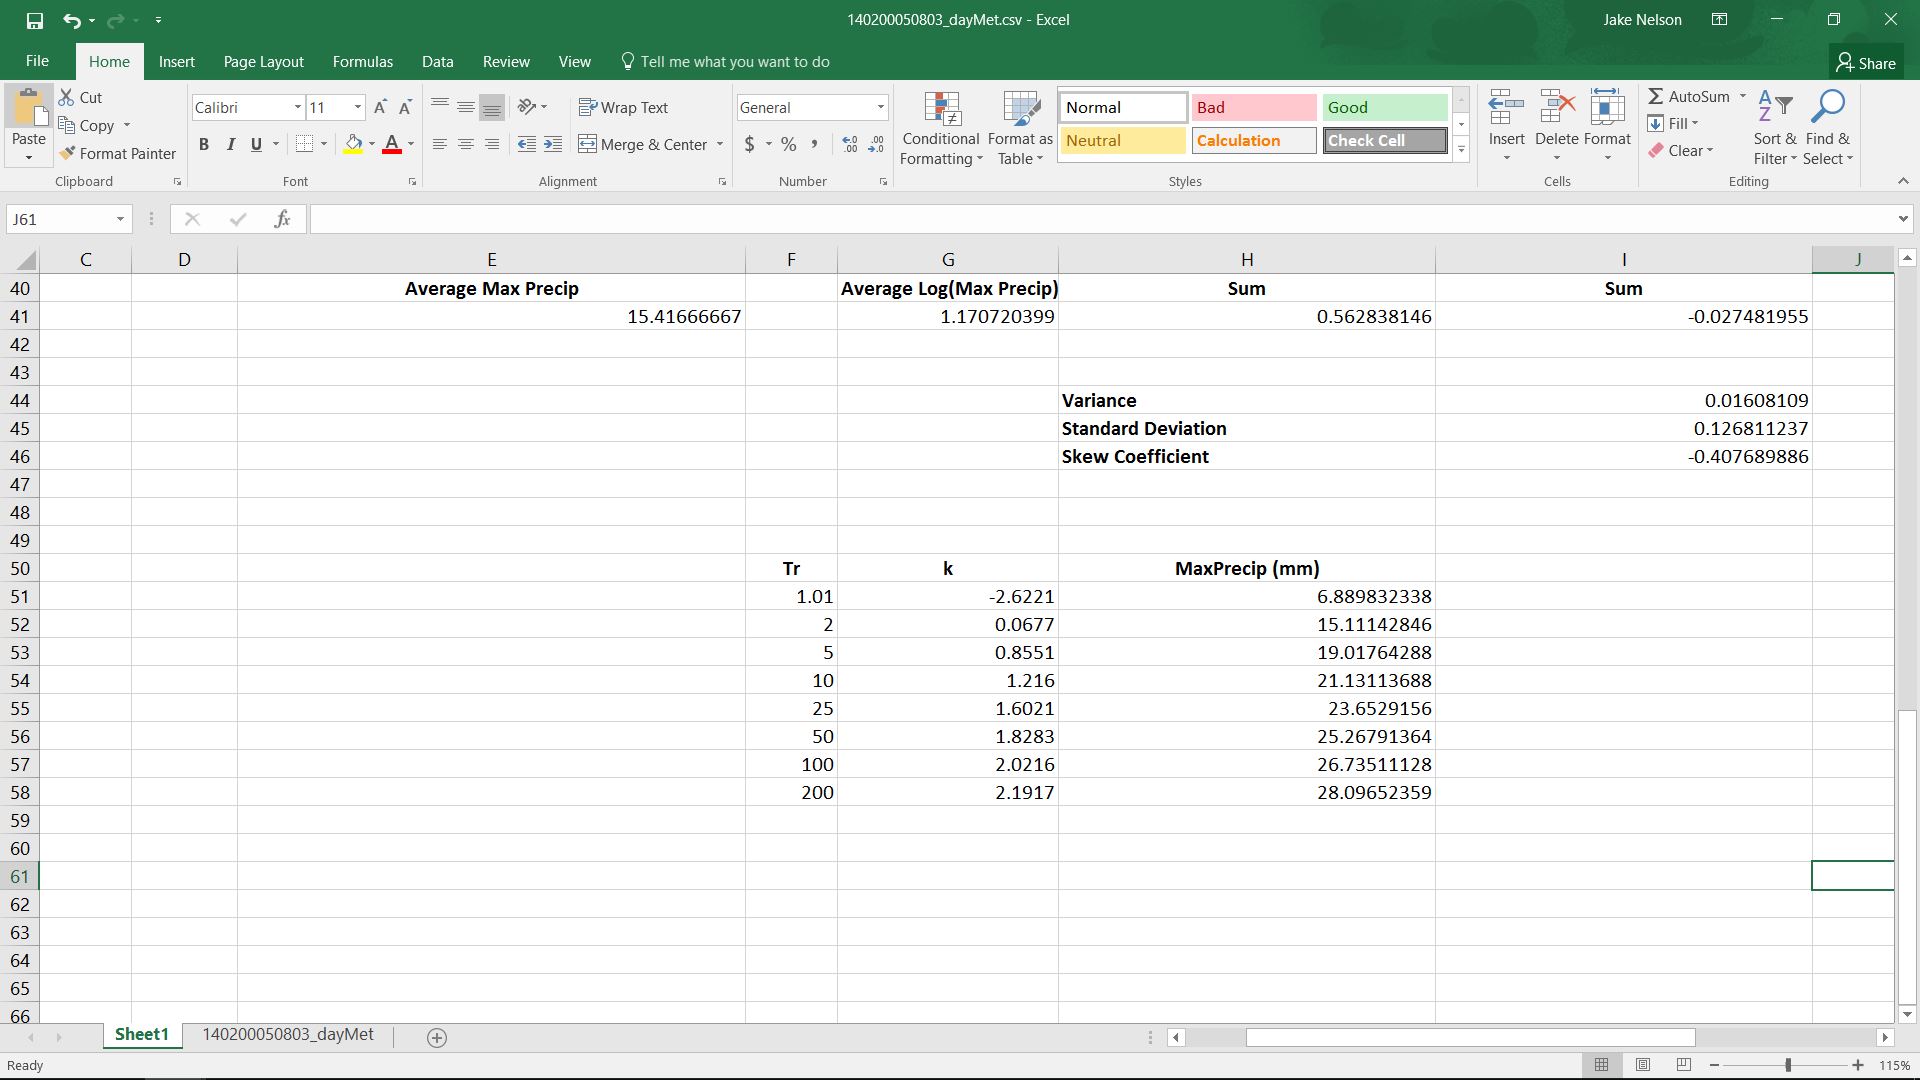 140200050803_dayMet.csv - Excel
Jake Nelson
File Home Insert Page Layout Formulas Data Review View Tell me what you want to do
Share
Paste
Cut
Copy
Format Painter
Clipboard
Calibri 11
B I U
Font
Wrap Text
Merge & Center
Alignment
General
$ % ,
Number
Conditional Formatting
Format as Table
Normal Bad Good
Neutral Calculation Check Cell
Styles
Insert Delete Format
Cells
AutoSum
Fill
Clear
Sort & Filter
Find & Select
Editing
J61
fx
C D E F G H I J
40 Average Max Precip Average Log(Max Precip) Sum Sum
41 15.41666667 1.170720399 0.562838146 -0.027481955
42
43
44 Variance 0.01608109
45 Standard Deviation 0.126811237
46 Skew Coefficient -0.407689886
47
48
49
50 Tr k MaxPrecip (mm)
51 1.01 -2.6221 6.889832338
52 2 0.0677 15.11142846
53 5 0.8551 19.01764288
54 10 1.216 21.13113688
55 25 1.6021 23.6529156
56 50 1.8283 25.26791364
57 100 2.0216 26.73511128
58 200 2.1917 28.09652359
59
60
61
62
63
64
65
66
Sheet1 140200050803_dayMet
Ready
115%